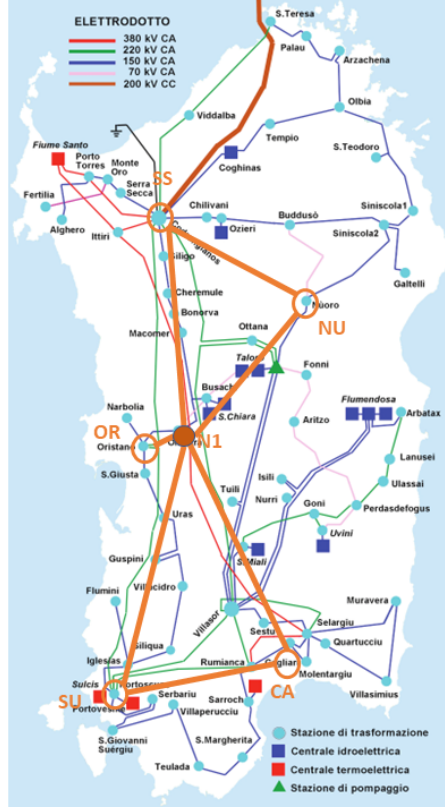 ELETTRODOTTO
380 kV CA
220 kV CA
150 kV CA
70 kV CA
200 kV CC
S.Teresa
Palau
Arzachena
Viddalba
Olbia
Tempio
Fiume Santo
Porto
Torres
Monte
Oro
Coghinas
S.Teodoro
Serra
Secca
SS
Fertilia
Alghero
Ittiri
Chilivani
Ozieri
Buddusò
Siniscola1
Siniscola2
Siligo
Galtelli
Cheremule
Bonorva
Nuoro
NU
Macomer
Ottana
Taloro
Fonni
Busachi
Flumendosa
Narbolia
S.Chiara
Arbatax
OR
N1
Aritzo
Oristano
S.Giusta
Lanusei
Isili
Tuili
Ulassai
Nurri
Goni
Uras
Perdasdefogus
Uvini
Guspini
S.Miali
Villacidro
Flumini
Villasor
Muravera
Siliqua
Sestu
Selargiu
Iglesias
Rumianca
Cagliari
Quartucciu
Sulcis
Molentargiu
SU
Portoscuso
CA
Portovesme
Serbariu
Sarroch
Villasimius
Villaperucciu
S.Giovanni
Suergiu
S.Margherita
Teulada
Stazione di trasformazione
Centrale idroelettrica
Centrale termoelettrica
Stazione di pompaggio